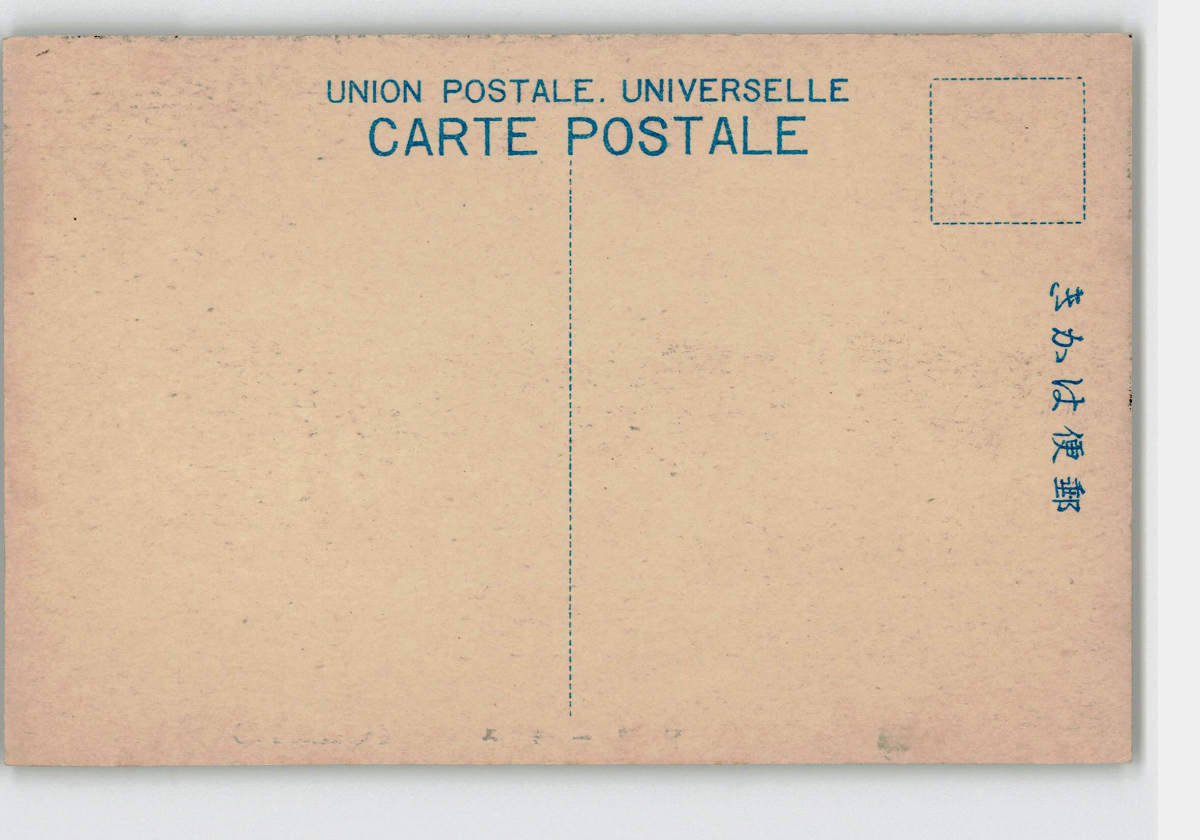 UNION POSTALE. UNIVERSELLE
CARTE POSTALE
きかは便郵